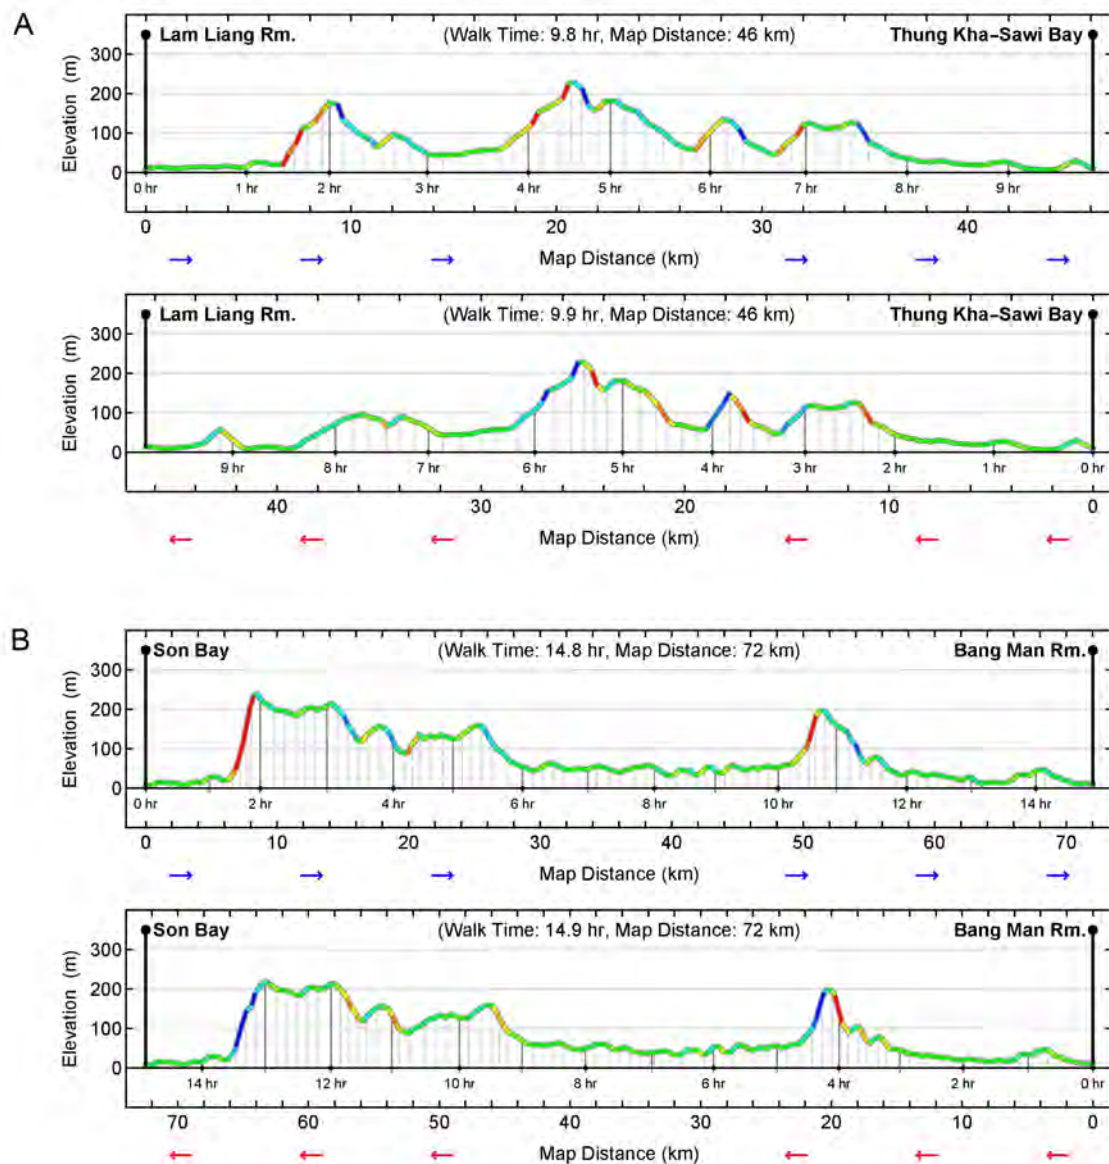 A
Lam Liang Rm. (Walk Time: 9.8 hr, Map Distance: 46 km) Thung Kha-Sawi Bay
Elevation (m)
300
200
100
0
0 hr 1 hr 2 hr 3 hr 4 hr 5 hr 6 hr 7 hr 8 hr 9 hr
0 10 20 30 40
→ → → Map Distance (km) → → →
Lam Liang Rm. (Walk Time: 9.9 hr, Map Distance: 46 km) Thung Kha-Sawi Bay
Elevation (m)
300
200
100
0
9 hr 8 hr 7 hr 6 hr 5 hr 4 hr 3 hr 2 hr 1 hr 0 hr
40 30 20 10 0
← ← ← Map Distance (km) ← ← ←
B
Son Bay (Walk Time: 14.8 hr, Map Distance: 72 km) Bang Man Rm.
Elevation (m)
300
200
100
0
0 hr 2 hr 4 hr 6 hr 8 hr 10 hr 12 hr 14 hr
0 10 20 30 40 50 60 70
→ → → Map Distance (km) → → →
Son Bay (Walk Time: 14.9 hr, Map Distance: 72 km) Bang Man Rm.
Elevation (m)
300
200
100
0
14 hr 12 hr 10 hr 8 hr 6 hr 4 hr 2 hr 0 hr
70 60 50 40 30 20 10 0
← ← ← Map Distance (km) ← ← ←